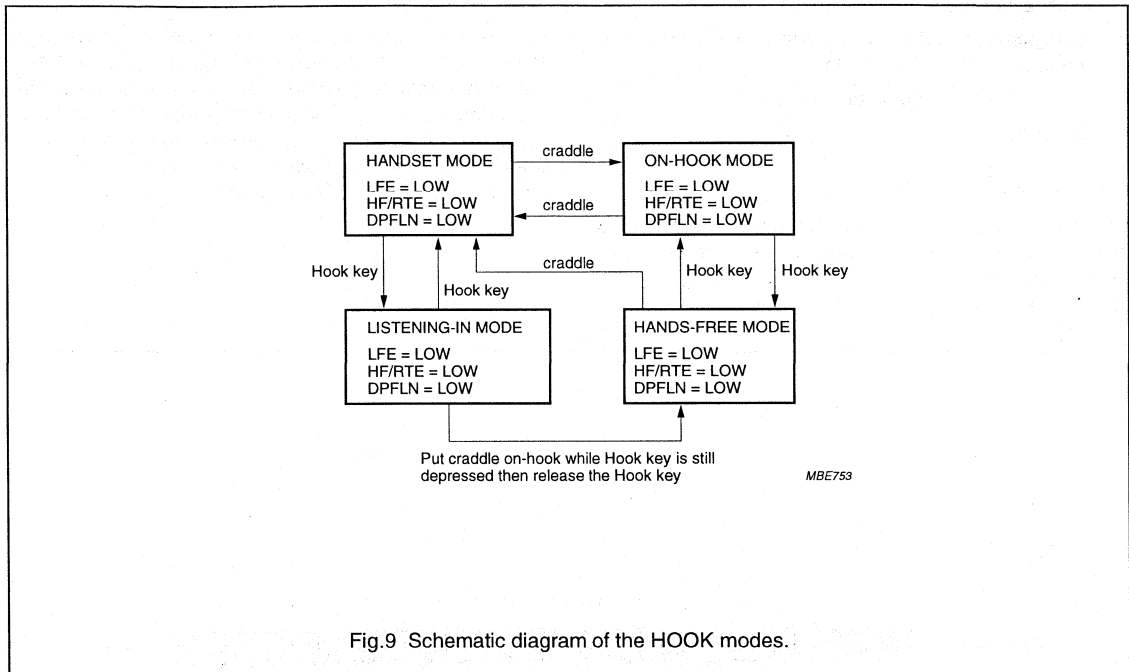 craddle
HANDSET MODE
LFE = LOW
HF/RTE = LOW
DPFLN = LOW
ON-HOOK MODE
LFE = LOW
HF/RTE = LOW
DPFLN = LOW
craddle
craddle
Hook key
Hook key
Hook key
Hook key
LISTENING-IN MODE
LFE = LOW
HF/RTE = LOW
DPFLN = LOW
HANDS-FREE MODE
LFE = LOW
HF/RTE = LOW
DPFLN = LOW
Put craddle on-hook while Hook key is still
depressed then release the Hook key
MBE753
Fig.9 Schematic diagram of the HOOK modes.